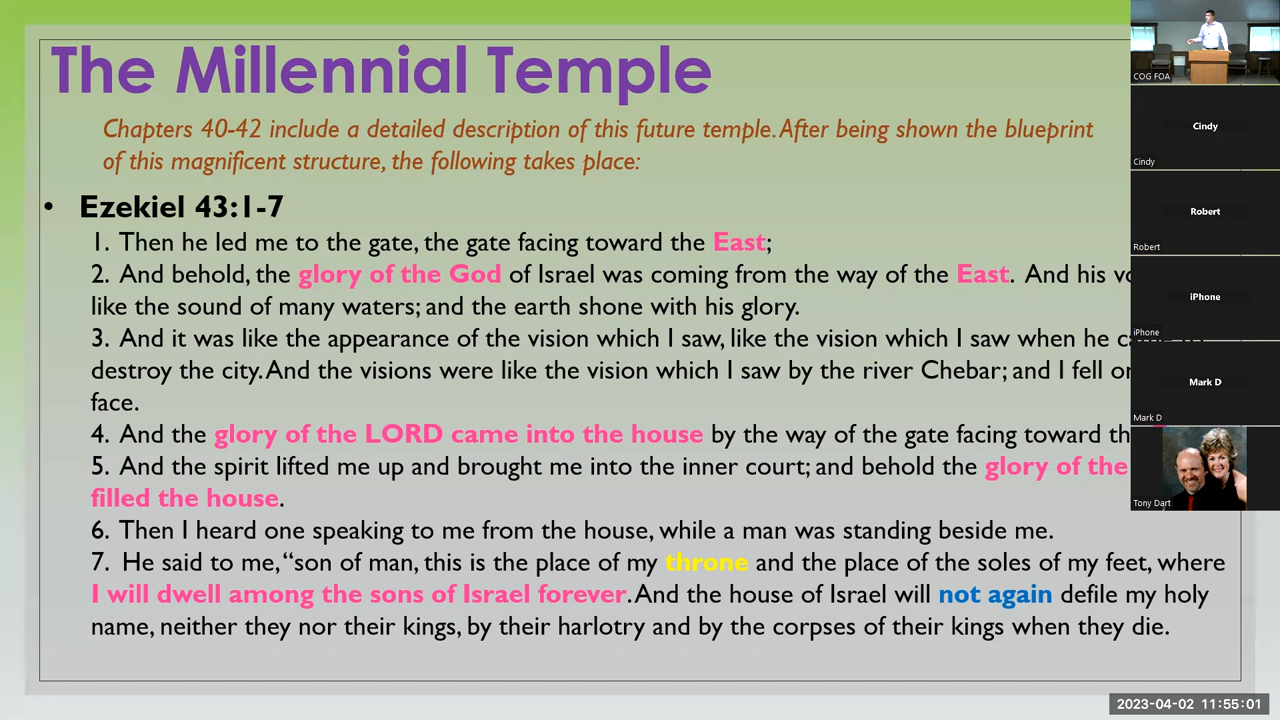 The Millennial Temple
Chapters 40-42 include a detailed description of this future temple. After being shown the blueprint
of this magnificent structure, the following takes place:
• Ezekiel 43:1-7
1. Then he led me to the gate, the gate facing toward the East;
2. And behold, the glory of the God of Israel was coming from the way of the East. And his
like the sound of many waters; and the earth shone with his glory.
3. And it was like the appearance of the vision which I saw, like the vision which I saw when he
destroy the city. And the visions were like the vision which I saw by the river Chebar; and I fell
face.
4. And the glory of the LORD came into the house by the way of the gate facing toward
5. And the spirit lifted me up and brought me into the inner court; and behold the glory of the
filled the house.
6. Then I heard one speaking to me from the house, while a man was standing beside me.
7. He said to me, “son of man, this is the place of my throne and the place of the soles of my feet, where
I will dwell among the sons of Israel forever. And the house of Israel will not again defile my holy
name, neither they nor their kings, by their harlotry and by the corpses of their kings when they die.
COG FOA
Cindy
Cindy
Robert
Robert
iPhone
iPhone
Mark D
Mark D
Tony Dart
2023-04-02 11:55:01